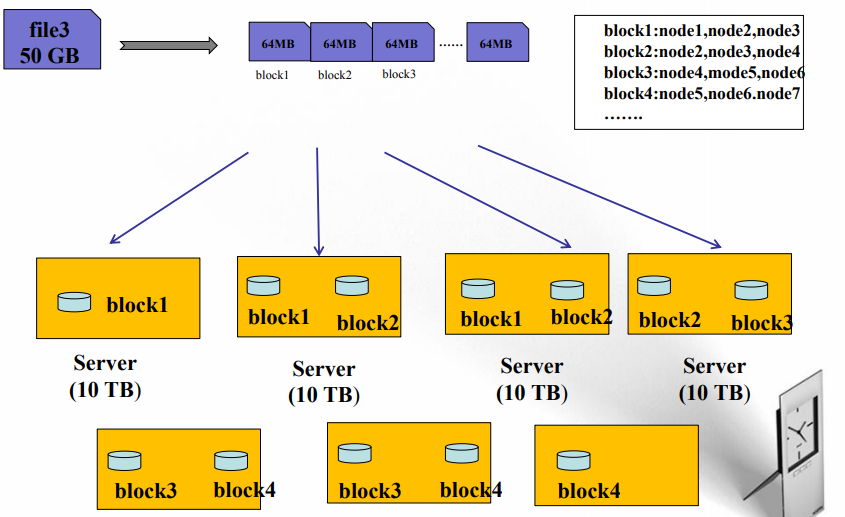 file3
50 GB
64MB 64MB 64MB ...... 64MB
block1 block2 block3
block1:node1,node2,node3
block2:node2,node3,node4
block3:node4,mode5,node6
block4:node5,node6.node7
.......
block1
block1 block2
block1 block2
block2 block3
Server
(10 TB)
Server
(10 TB)
Server
(10 TB)
Server
(10 TB)
block3 block4
block3 block4
block4